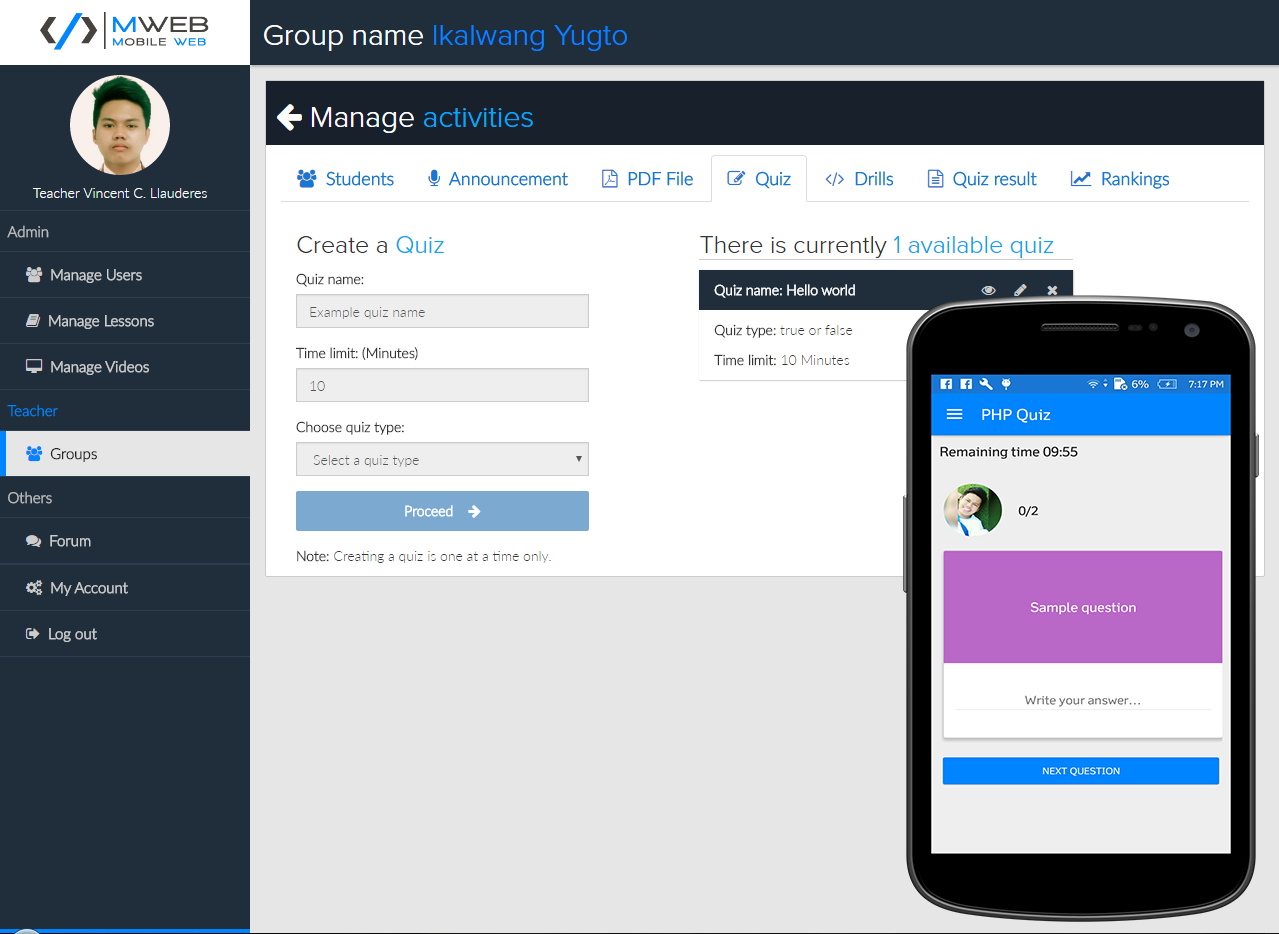 MWEB
MOBILE WEB
Group name Ikalwang Yugto
Teacher Vincent C. Llauderes
Admin
Manage Users
Manage Lessons
Manage Videos
Teacher
Groups
Others
Forum
My Account
Log out
Manage activities
Students Announcement PDF File Quiz </> Drills Quiz result Rankings
Create a Quiz
Quiz name:
Example quiz name
Time limit: (Minutes)
10
Choose quiz type:
Select a quiz type
Proceed
Note: Creating a quiz is one at a time only.
There is currently 1 available quiz
Quiz name: Hello world
Quiz type: true or false
Time limit: 10 Minutes
6% 7:17 PM
PHP Quiz
Remaining time 09:55
0/2
Sample question
Write your answer...
NEXT QUESTION